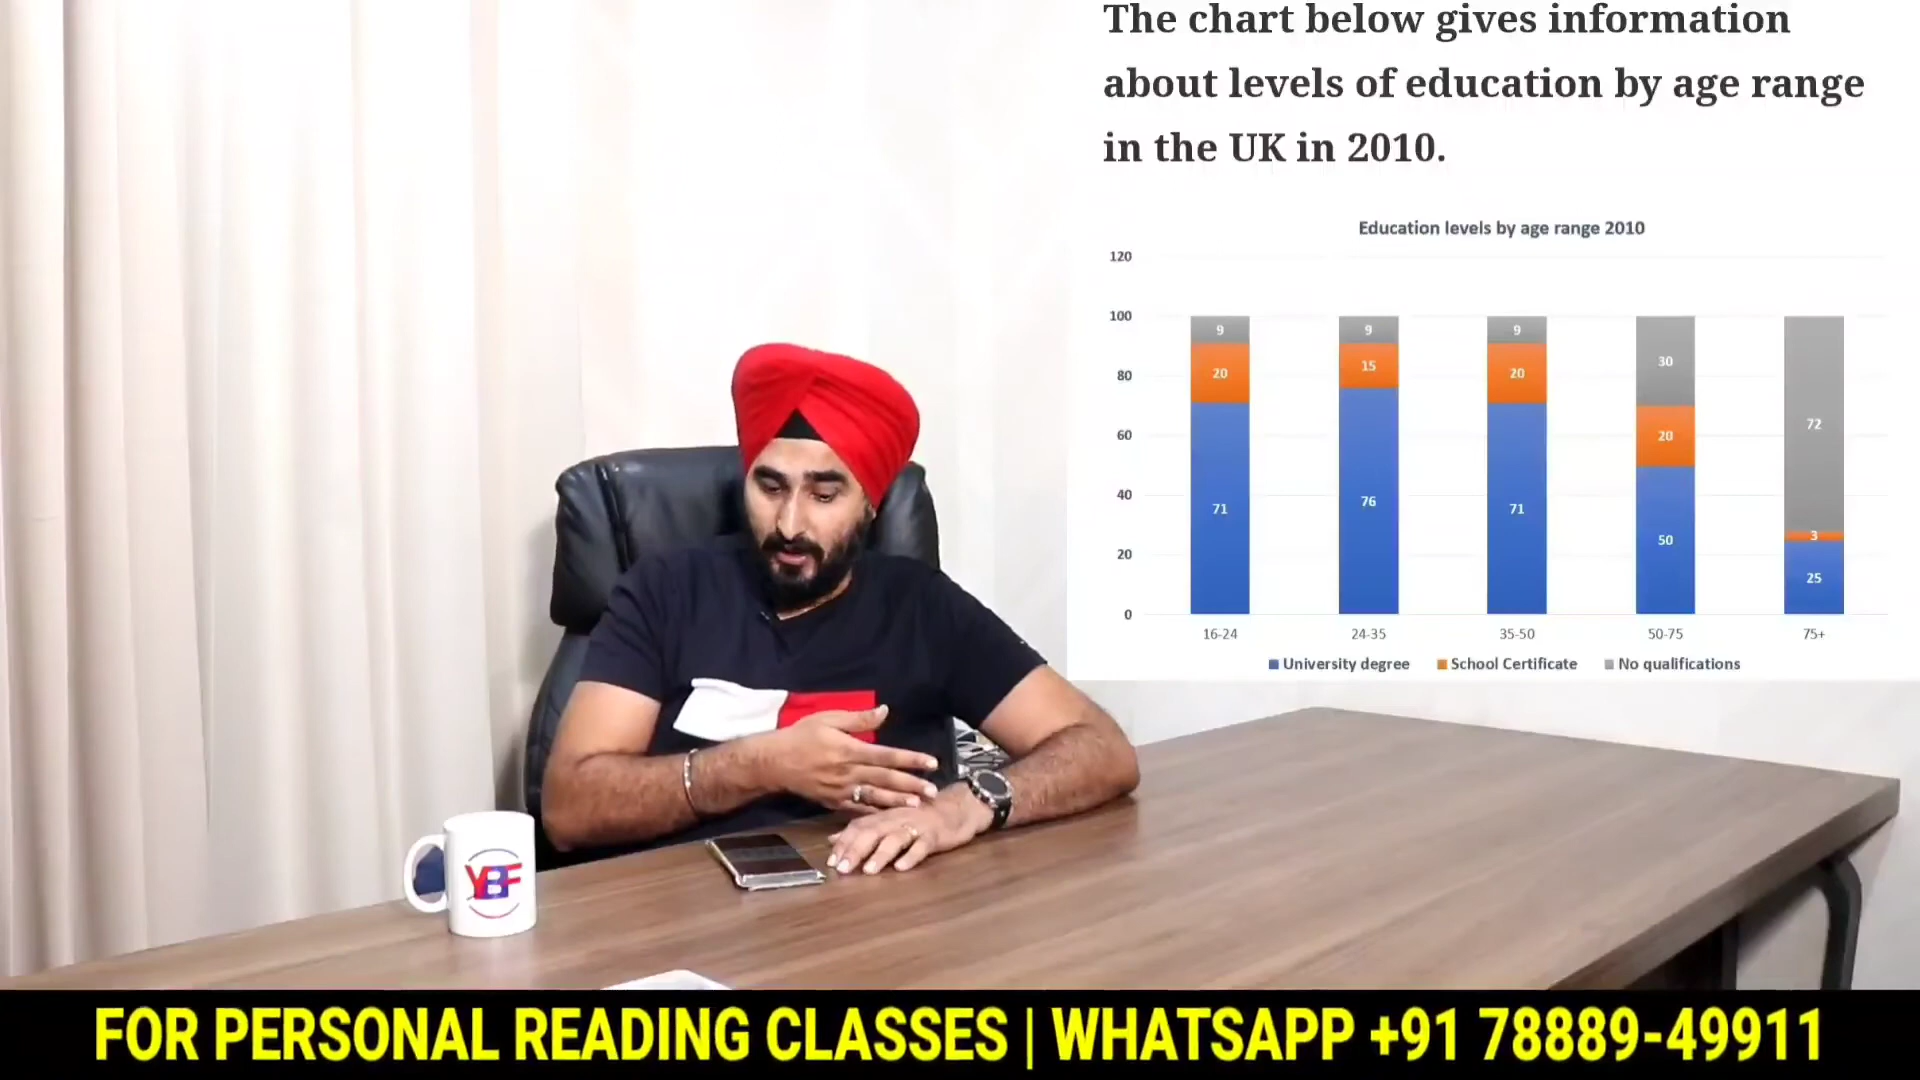 The chart below gives information
about levels of education by age range
in the UK in 2010.
Education levels by age range 2010
120
100
80
60
40
20
0
9 9 9 30 72
20 15 20 20 3
71 76 71 50 25
16-24 24-35 35-50 50-75 75+
University degree School Certificate No qualifications
YBF
FOR PERSONAL READING CLASSES | WHATSAPP +91 78889-49911